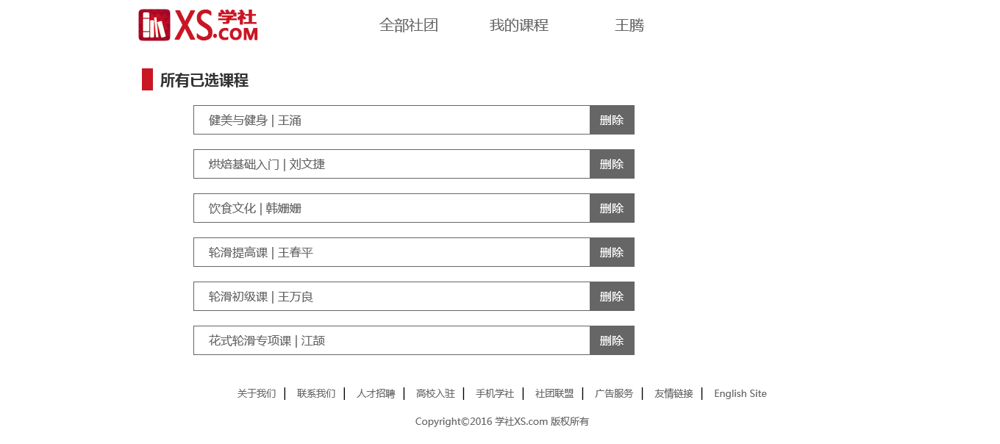 XS学社.COM 全部社团 我的课程 王腾
所有已选课程
健美与健身 | 王涌 删除
烘焙基础入门 | 刘文捷 删除
饮食文化 | 韩姗姗 删除
轮滑提高课 | 王春平 删除
轮滑初级课 | 王万良 删除
花式轮滑专项课 | 江颉 删除
关于我们 | 联系我们 | 人才招聘 | 高校入驻 | 手机学社 | 社团联盟 | 广告服务 | 友情链接 | English Site
Copyright©2016 学社XS.com 版权所有